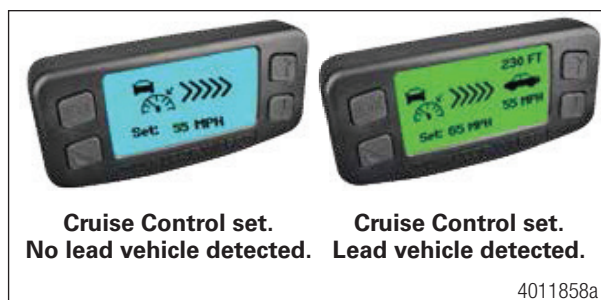 Set: 55 MPH
230 FT
55 MPH
Set: 65 MPH
Cruise Control set.
No lead vehicle detected.
Cruise Control set.
Lead vehicle detected.
4011858a